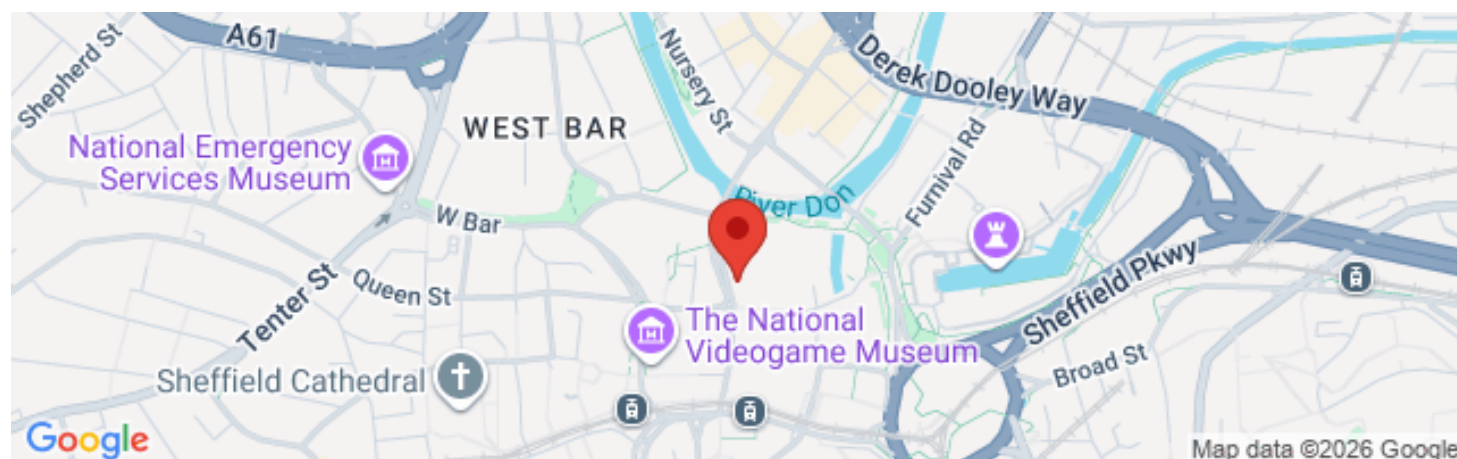 A61
Shepherd St
Nursery St
Derek Dooley Way
WEST BAR
National Emergency
Services Museum
Furnival Rd
River Don
W Bar
Queen St
Tenter St
Sheffield Pkwy
The National
Videogame Museum
Broad St
Sheffield Cathedral
Google
Map data ©2026 Google